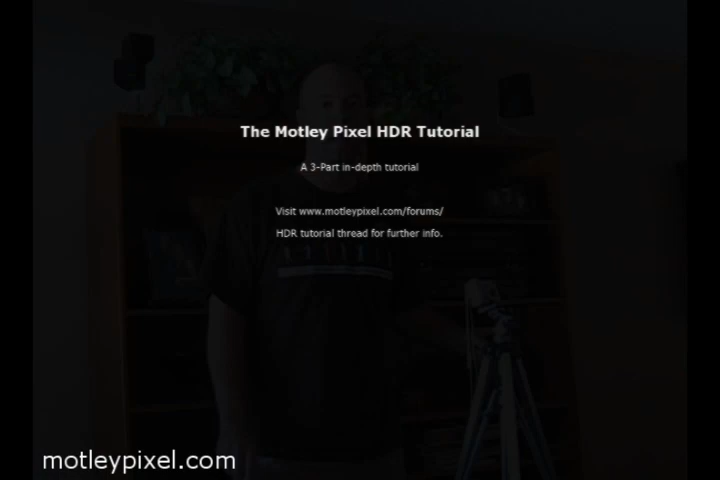 The Motley Pixel HDR Tutorial
A 3-Part in-depth tutorial
Visit www.motleypixel.com/forums/
HDR tutorial thread for further info.
motleypixel.com